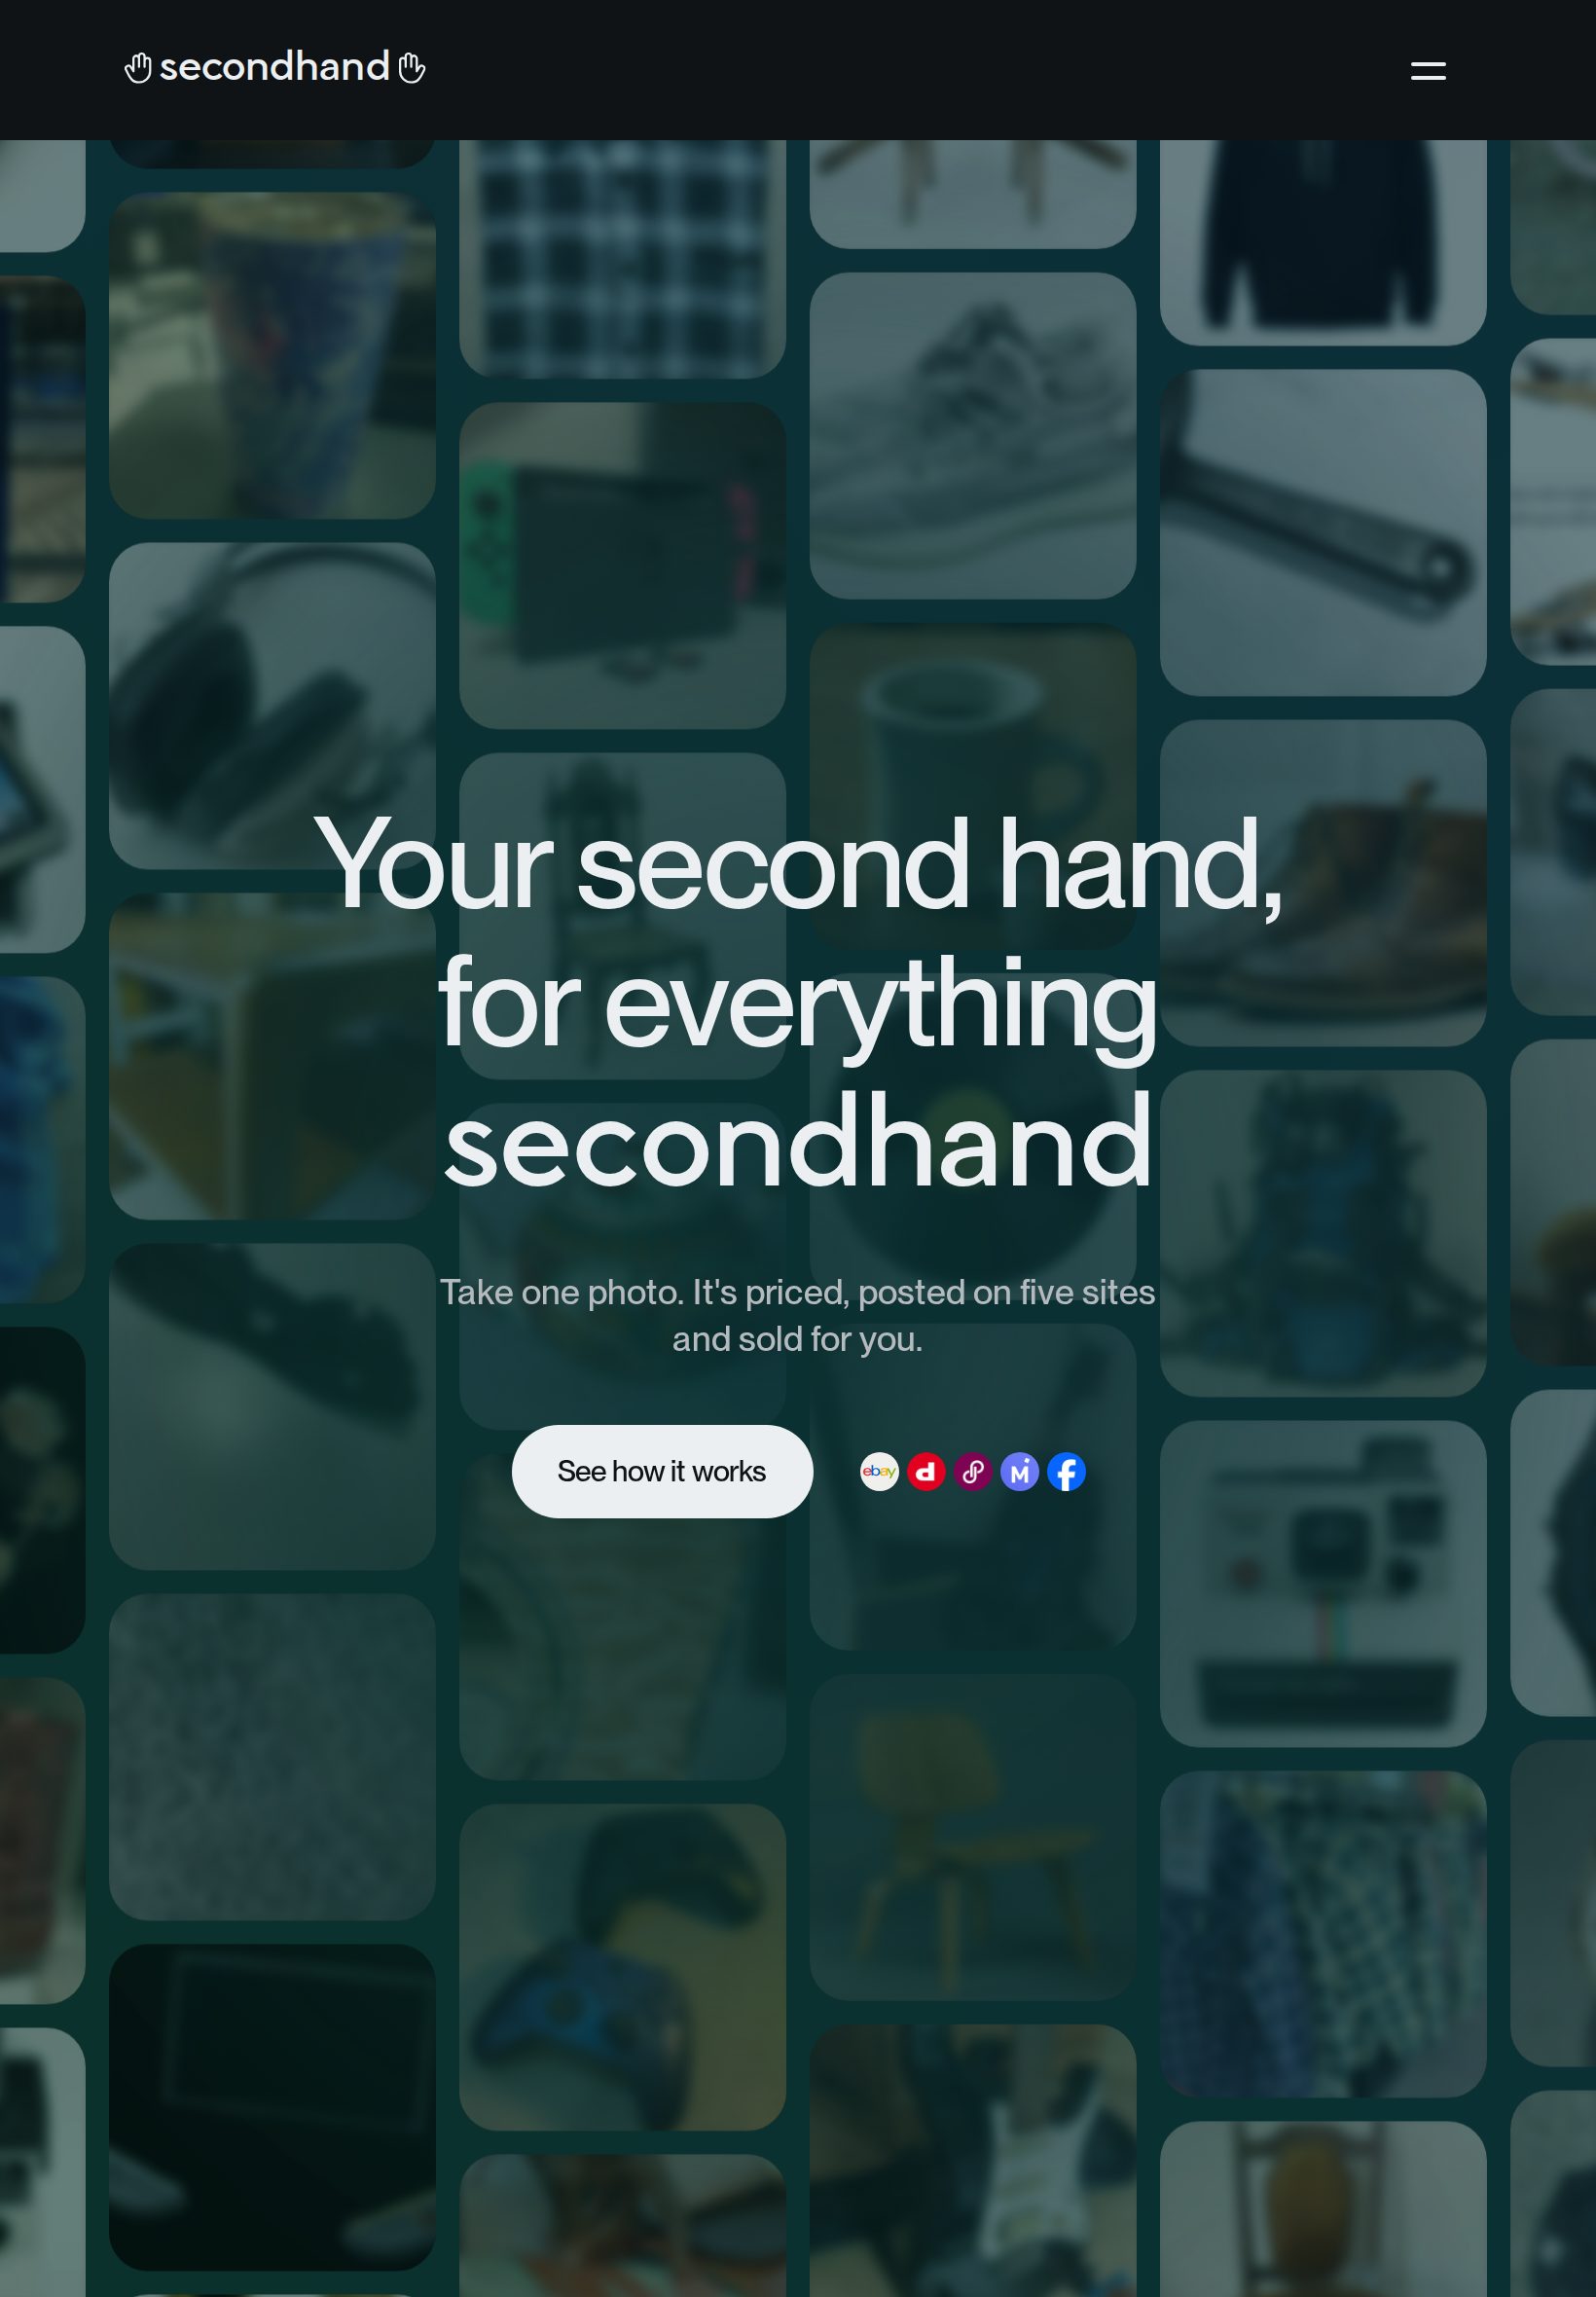 secondhand
Your second hand,
for everything
secondhand
Take one photo. It's priced, posted on five sites
and sold for you.
See how it works
ebay